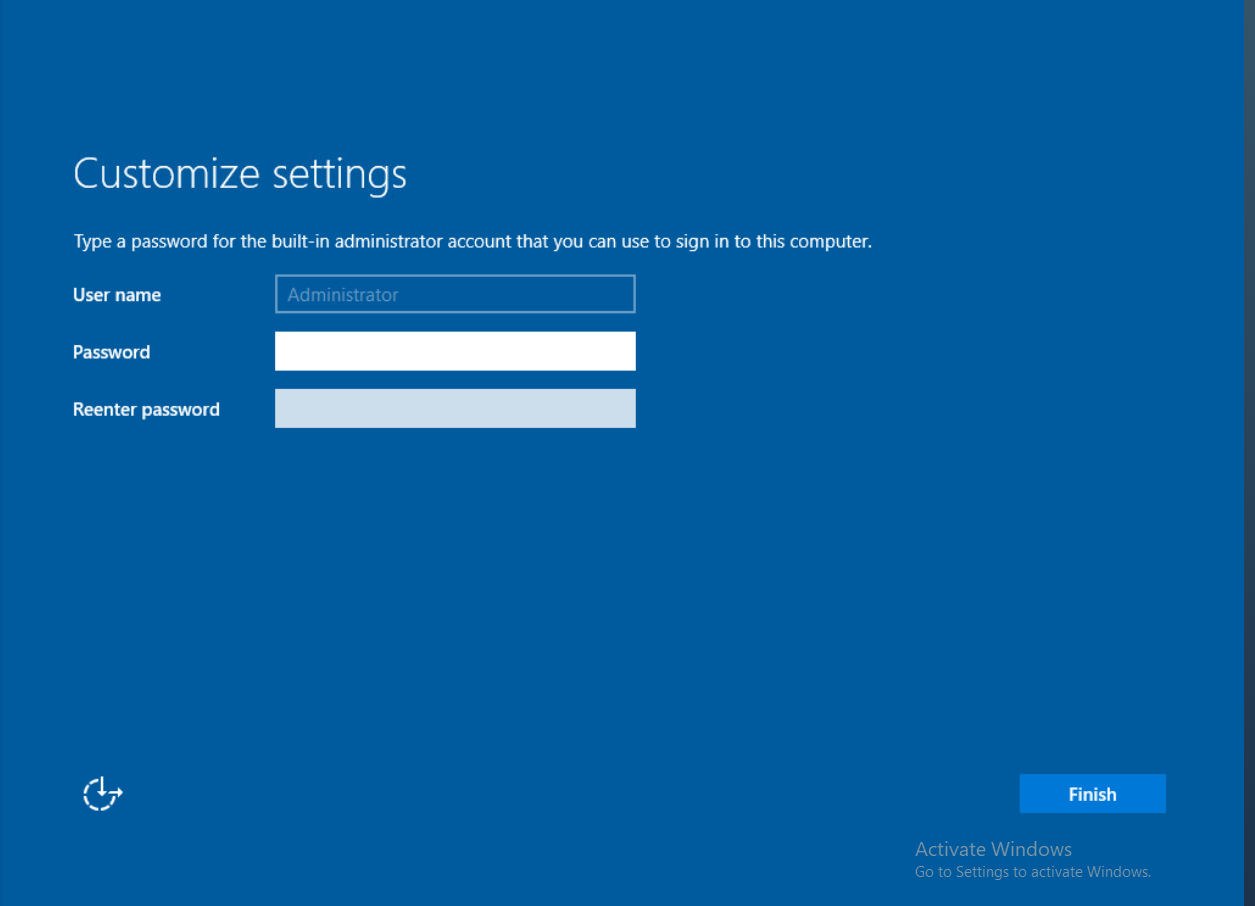 Customize settings
Type a password for the built-in administrator account that you can use to sign in to this computer.
User name
Administrator
Password
Reenter password
Finish
Activate Windows
Go to Settings to activate Windows.